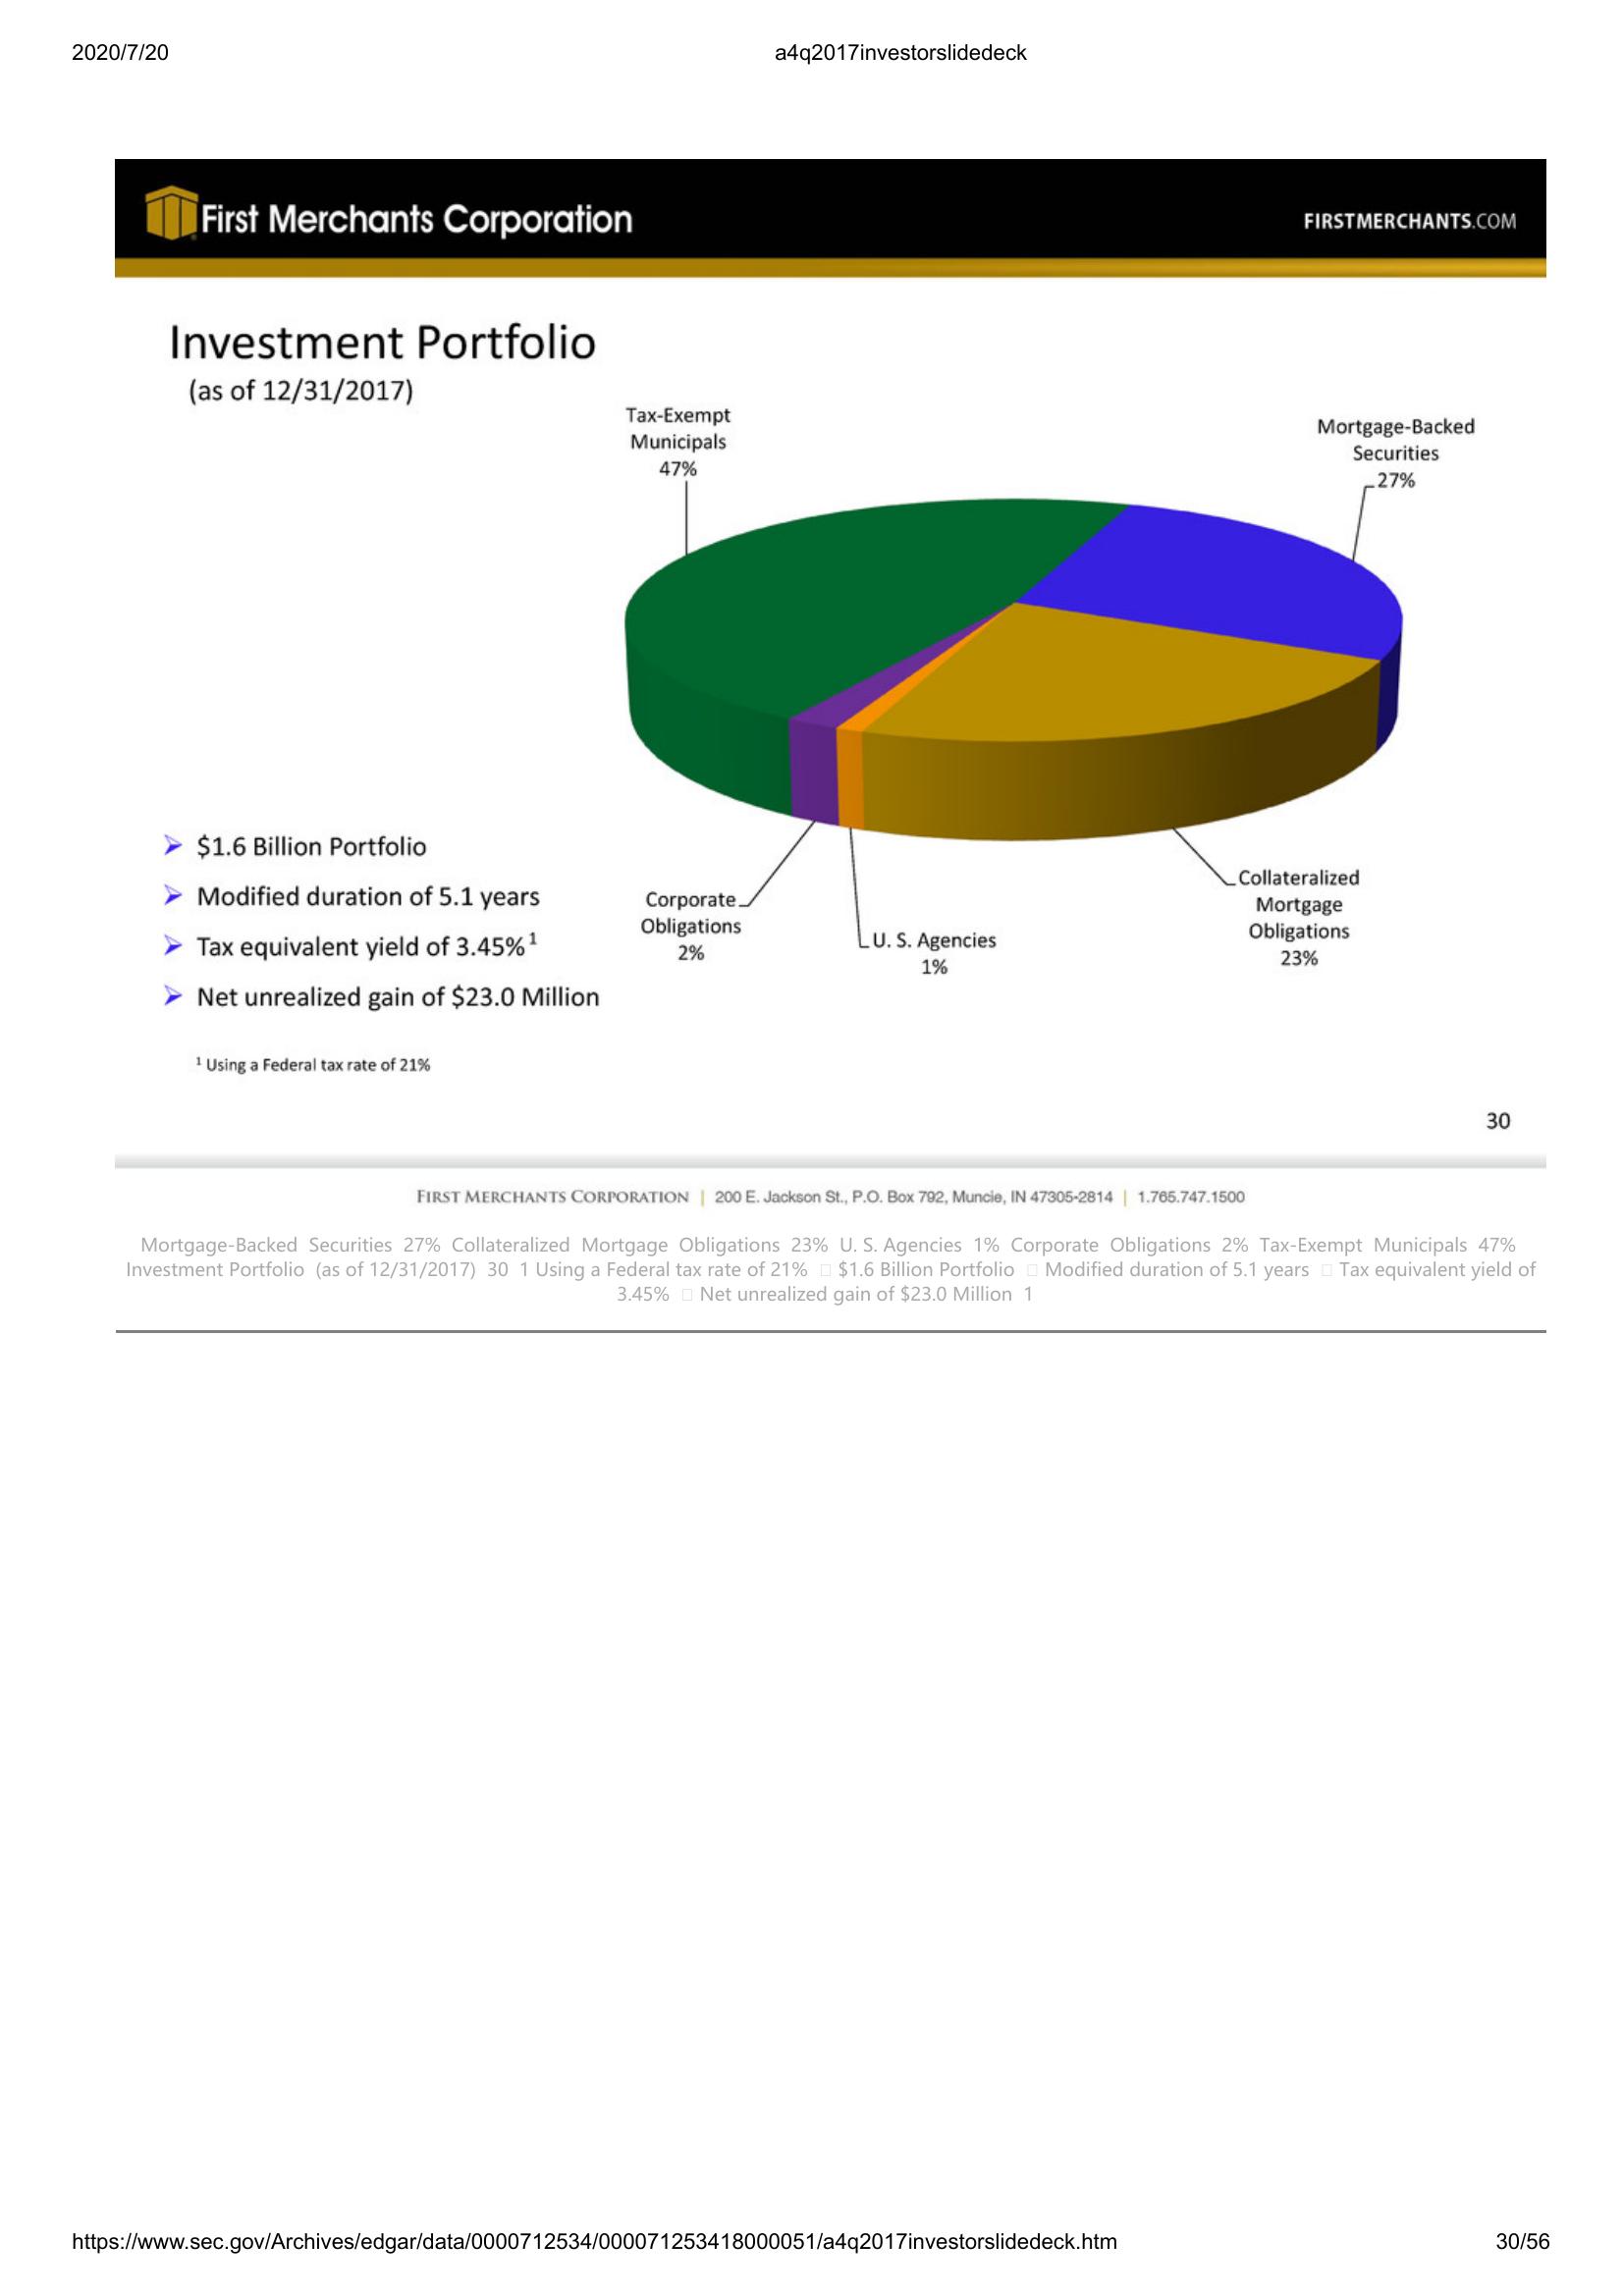 2020/7/20
a4q2017investorslidedeck
First Merchants Corporation
FIRSTMERCHANTS.COM
Investment Portfolio
(as of 12/31/2017)
Tax-Exempt
Municipals
47%
Mortgage-Backed
Securities
27%
➢ $1.6 Billion Portfolio
➢ Modified duration of 5.1 years
➢ Tax equivalent yield of 3.45% 1
➢ Net unrealized gain of $23.0 Million
Corporate
Obligations
2%
U. S. Agencies
1%
Collateralized
Mortgage
Obligations
23%
1 Using a Federal tax rate of 21%
30
FIRST MERCHANTS CORPORATION | 200 E. Jackson St., P.O. Box 792, Muncie, IN 47305-2814 | 1.765.747.1500
Mortgage-Backed Securities 27% Collateralized Mortgage Obligations 23% U. S. Agencies 1% Corporate Obligations 2% Tax-Exempt Municipals 47%
Investment Portfolio (as of 12/31/2017) 30 1 Using a Federal tax rate of 21% □ $1.6 Billion Portfolio □ Modified duration of 5.1 years □ Tax equivalent yield of
3.45% □ Net unrealized gain of $23.0 Million 1
https://www.sec.gov/Archives/edgar/data/0000712534/000071253418000051/a4q2017investorslidedeck.htm
30/56